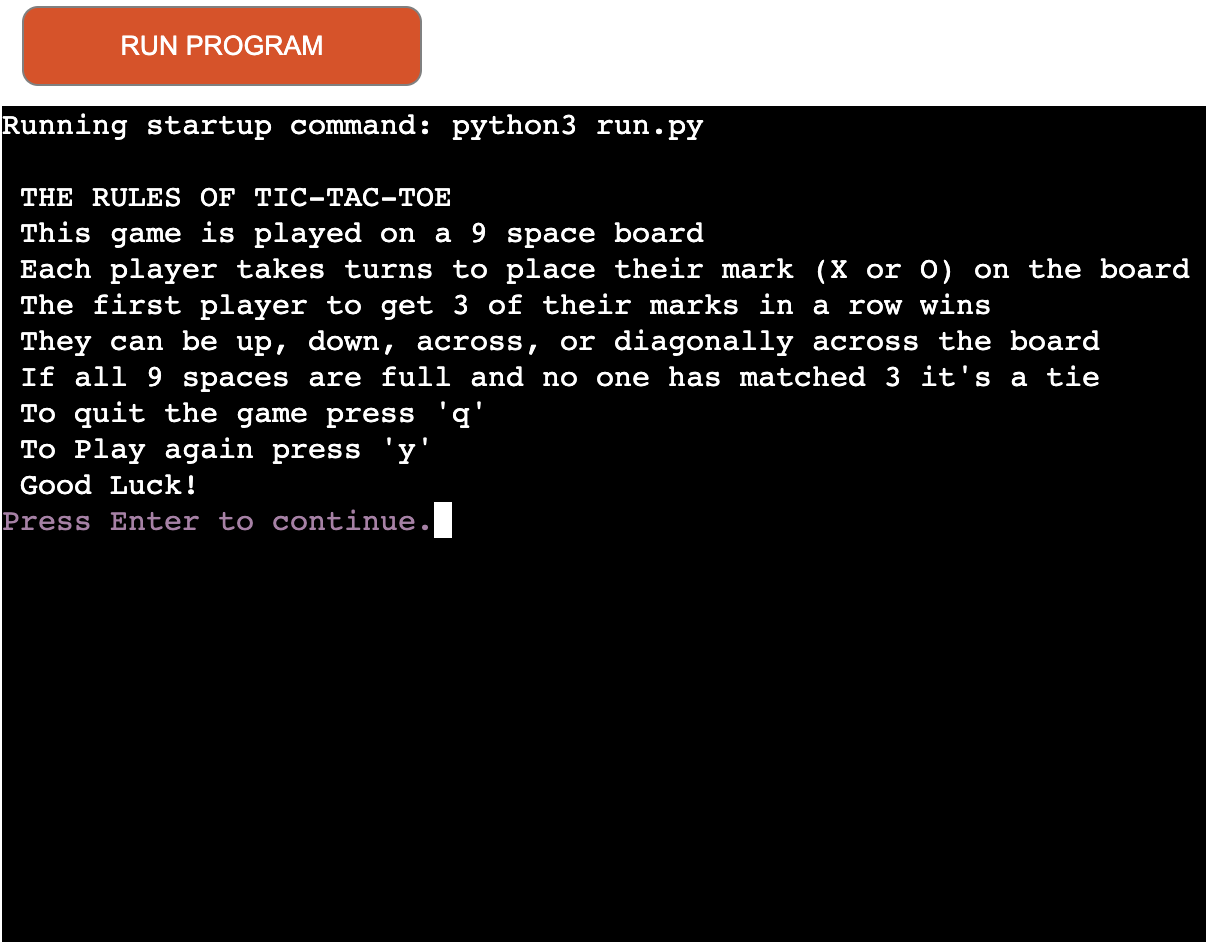 RUN PROGRAM
Running startup command: python3 run.py
THE RULES OF TIC-TAC-TOE
This game is played on a 9 space board
Each player takes turns to place their mark (X or O) on the board
The first player to get 3 of their marks in a row wins
They can be up, down, across, or diagonally across the board
If all 9 spaces are full and no one has matched 3 it's a tie
To quit the game press 'q'
To Play again press 'y'
Good Luck!
Press Enter to continue.